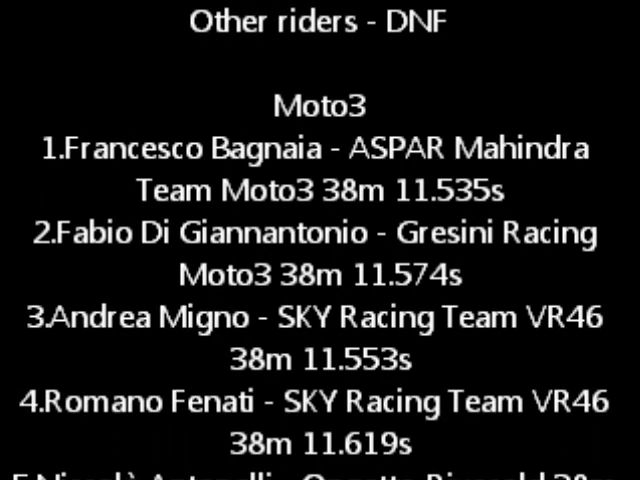 Other riders - DNF
Moto3
1.Francesco Bagnaia - ASPAR Mahindra
Team Moto3 38m 11.535s
2.Fabio Di Giannantonio - Gresini Racing
Moto3 38m 11.574s
3.Andrea Migno - SKY Racing Team VR46
38m 11.553s
4.Romano Fenati - SKY Racing Team VR46
38m 11.619s